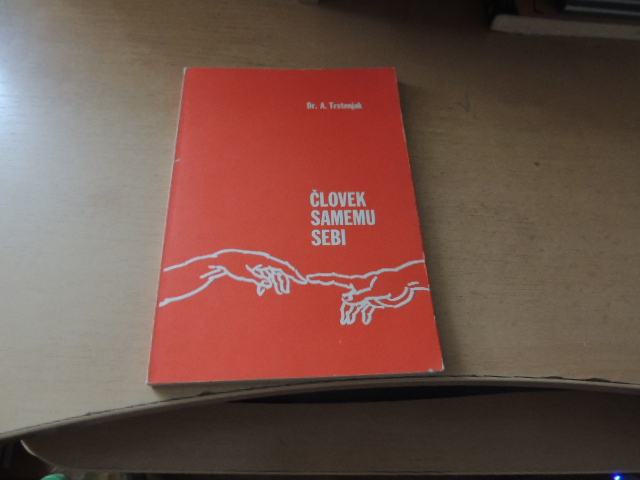 Dr. A. Trstenjak
ČLOVEK
SAMEMU
SEBI